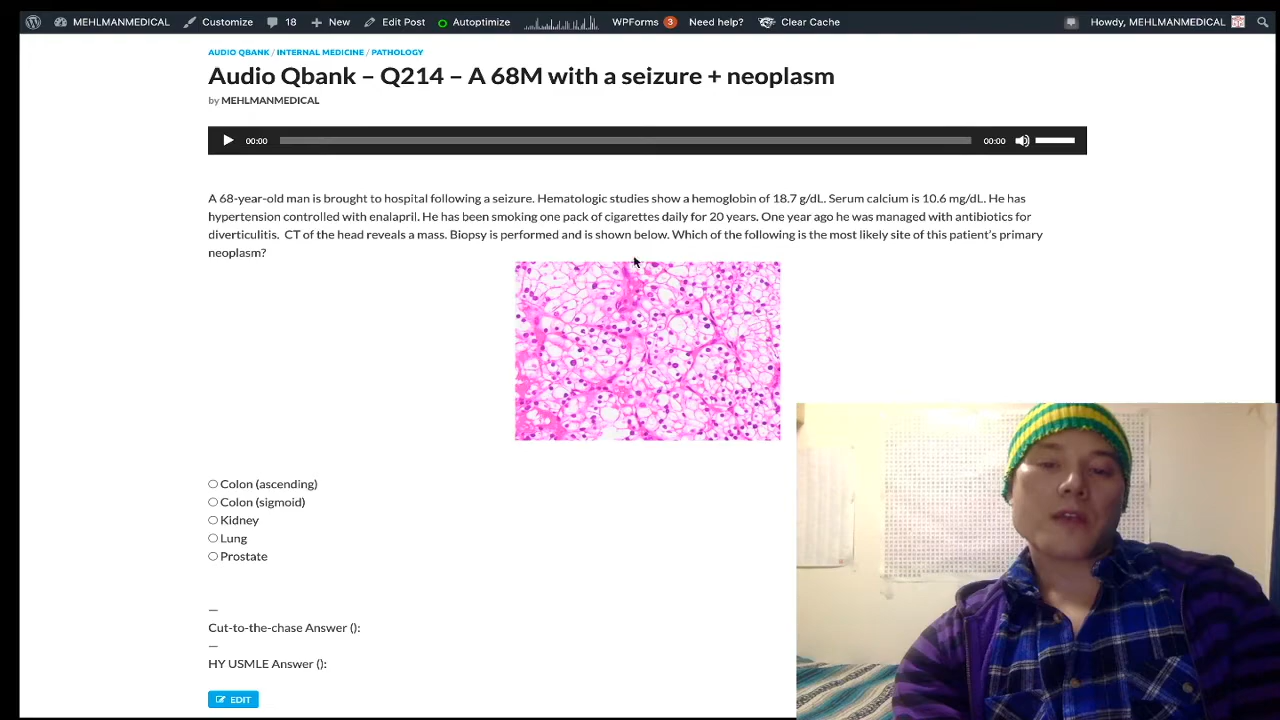 MEHLMANMEDICAL Customize 18 New Edit Post Autoptimize WPForms 3 Need help? Clear Cache Howdy, MEHLMANMEDICAL
AUDIO QBANK / INTERNAL MEDICINE / PATHOLOGY
Audio Qbank – Q214 – A 68M with a seizure + neoplasm
by MEHLMANMEDICAL
00:00 00:00
A 68-year-old man is brought to hospital following a seizure. Hematologic studies show a hemoglobin of 18.7 g/dL. Serum calcium is 10.6 mg/dL. He has
hypertension controlled with enalapril. He has been smoking one pack of cigarettes daily for 20 years. One year ago he was managed with antibiotics for
diverticulitis. CT of the head reveals a mass. Biopsy is performed and is shown below. Which of the following is the most likely site of this patient's primary
neoplasm?
Colon (ascending)
Colon (sigmoid)
Kidney
Lung
Prostate
—
Cut-to-the-chase Answer ():
—
HY USMLE Answer ():
EDIT